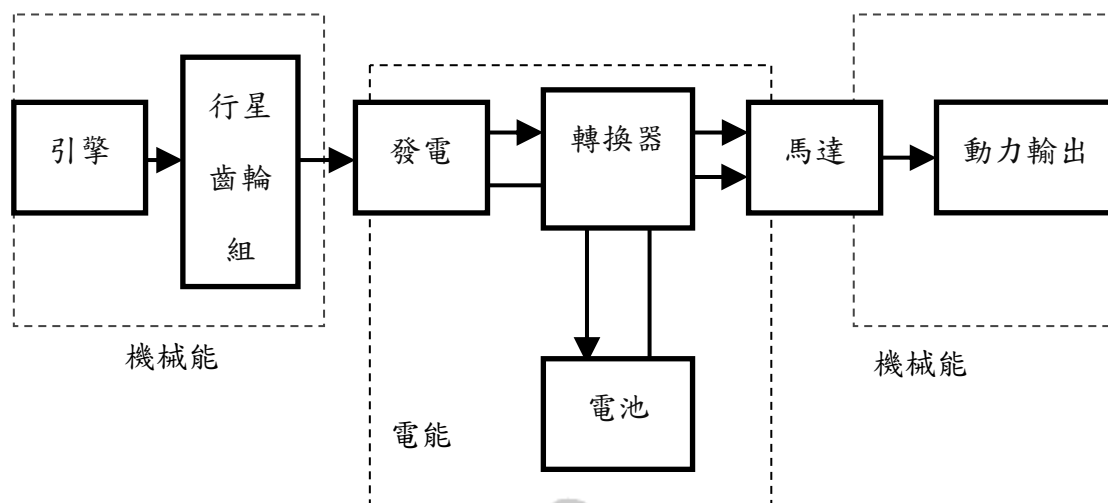 引擎
行星
齒輪
組
發電
轉換器
馬達
動力輸出
機械能
機械能
電池
電能